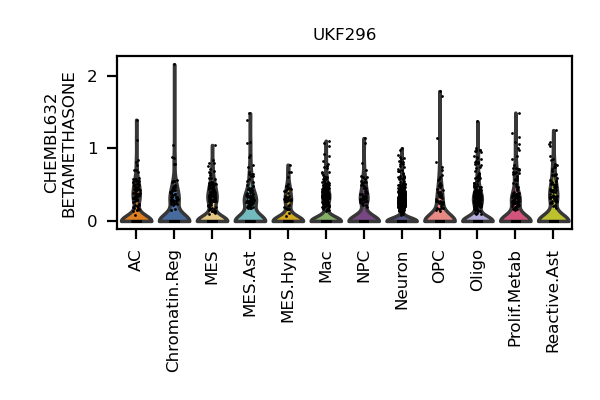 UKF296
CHEMBL632
BETAMETHASONE
2
1
0
AC
Chromatin.Reg
MES
MES.Ast
MES.Hyp
Mac
NPC
Neuron
OPC
Oligo
Prolif.Metab
Reactive.Ast